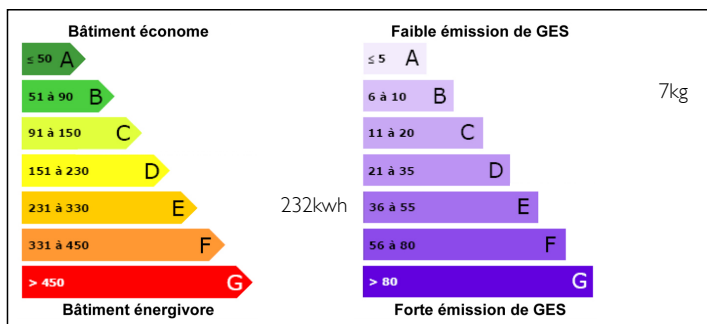 Bâtiment économe
≤ 50 A
51 à 90 B
91 à 150 C
151 à 230 D
231 à 330 E
232kwh
331 à 450 F
> 450 G
Bâtiment énergivore
Faible émission de GES
≤ 5 A
6 à 10 B
7kg
11 à 20 C
21 à 35 D
36 à 55 E
56 à 80 F
> 80 G
Forte émission de GES